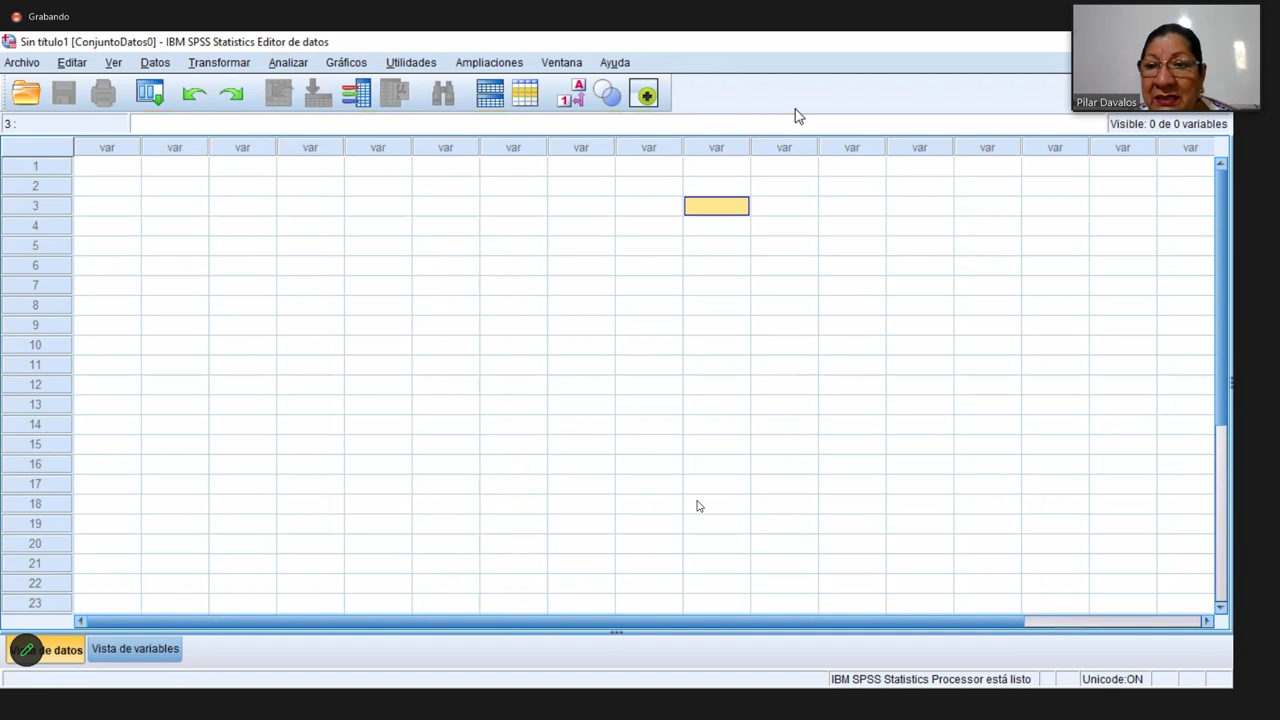 Grabando
Sin título1 [ConjuntoDatos0] - IBM SPSS Statistics Editor de datos
Archivo Editar Ver Datos Transformar Analizar Gráficos Utilidades Ampliaciones Ventana Ayuda
A
1
Pilar Davalos
3 :
Visible: 0 de 0 variables
var var var var var var var var var var var var var var var var var
1
2
3
4
5
6
7
8
9
10
11
12
13
14
15
16
17
18
19
20
21
22
23
de datos Vista de variables
IBM SPSS Statistics Processor está listo Unicode:ON